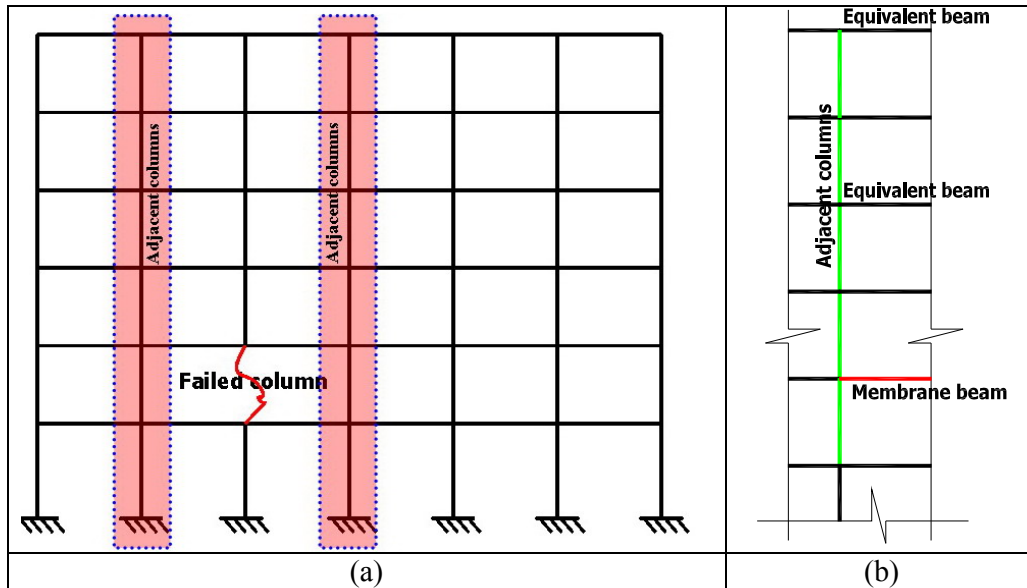 Adjacent columns
Adjacent columns
Failed column
(a)
Equivalent beam
Adjacent columns
Equivalent beam
Membrane beam
(b)